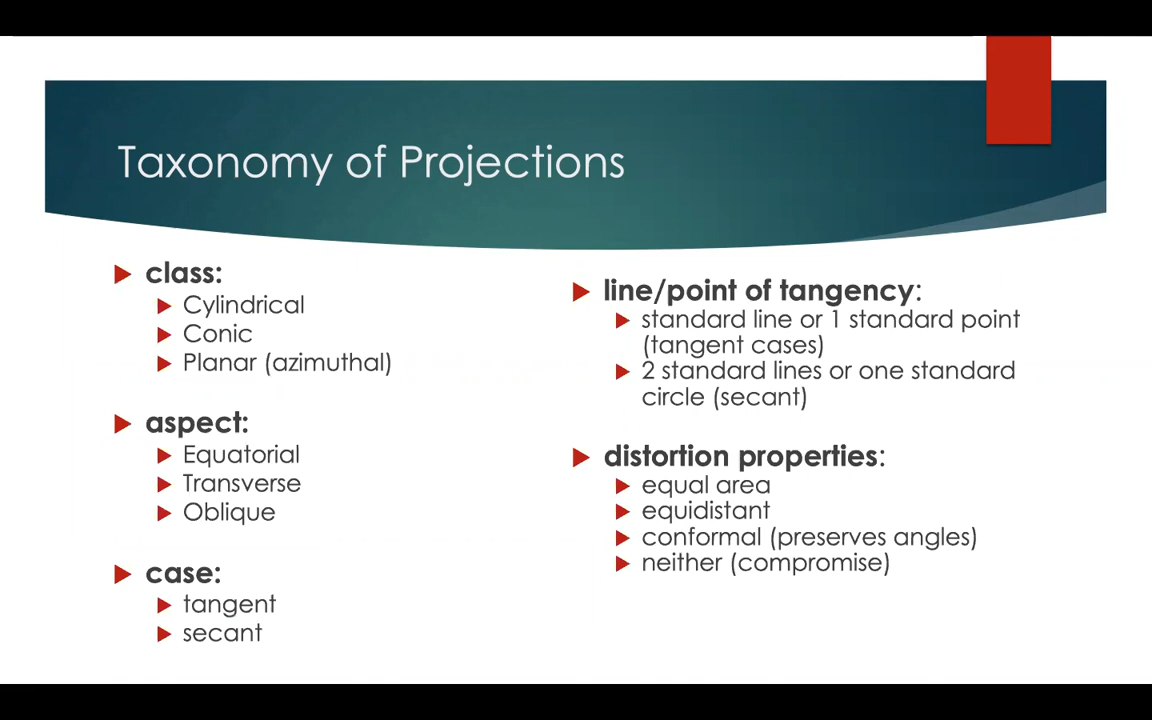 Taxonomy of Projections
class:
Cylindrical
Conic
Planar (azimuthal)
aspect:
Equatorial
Transverse
Oblique
case:
tangent
secant
line/point of tangency:
standard line or 1 standard point
(tangent cases)
2 standard lines or one standard
circle (secant)
distortion properties:
equal area
equidistant
conformal (preserves angles)
neither (compromise)